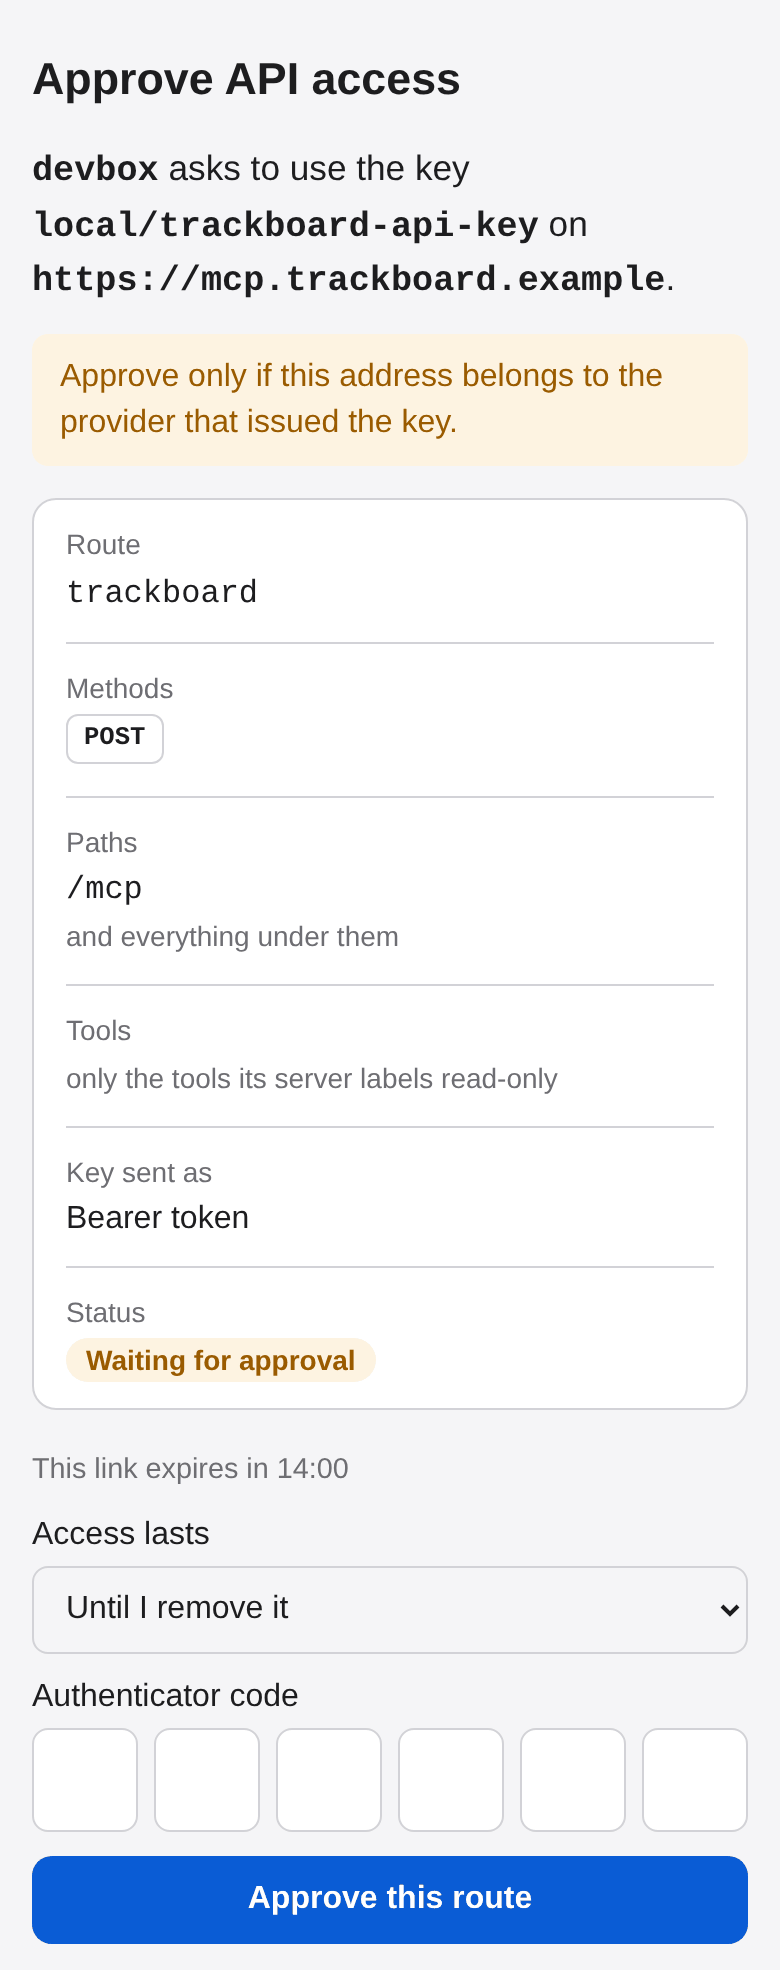 Approve API access
devbox asks to use the key
local/trackboard-api-key on
https://mcp.trackboard.example.
Approve only if this address belongs to the
provider that issued the key.
Route
trackboard
Methods
POST
Paths
/mcp
and everything under them
Tools
only the tools its server labels read-only
Key sent as
Bearer token
Status
Waiting for approval
This link expires in 14:00
Access lasts
Until I remove it
Authenticator code
Approve this route